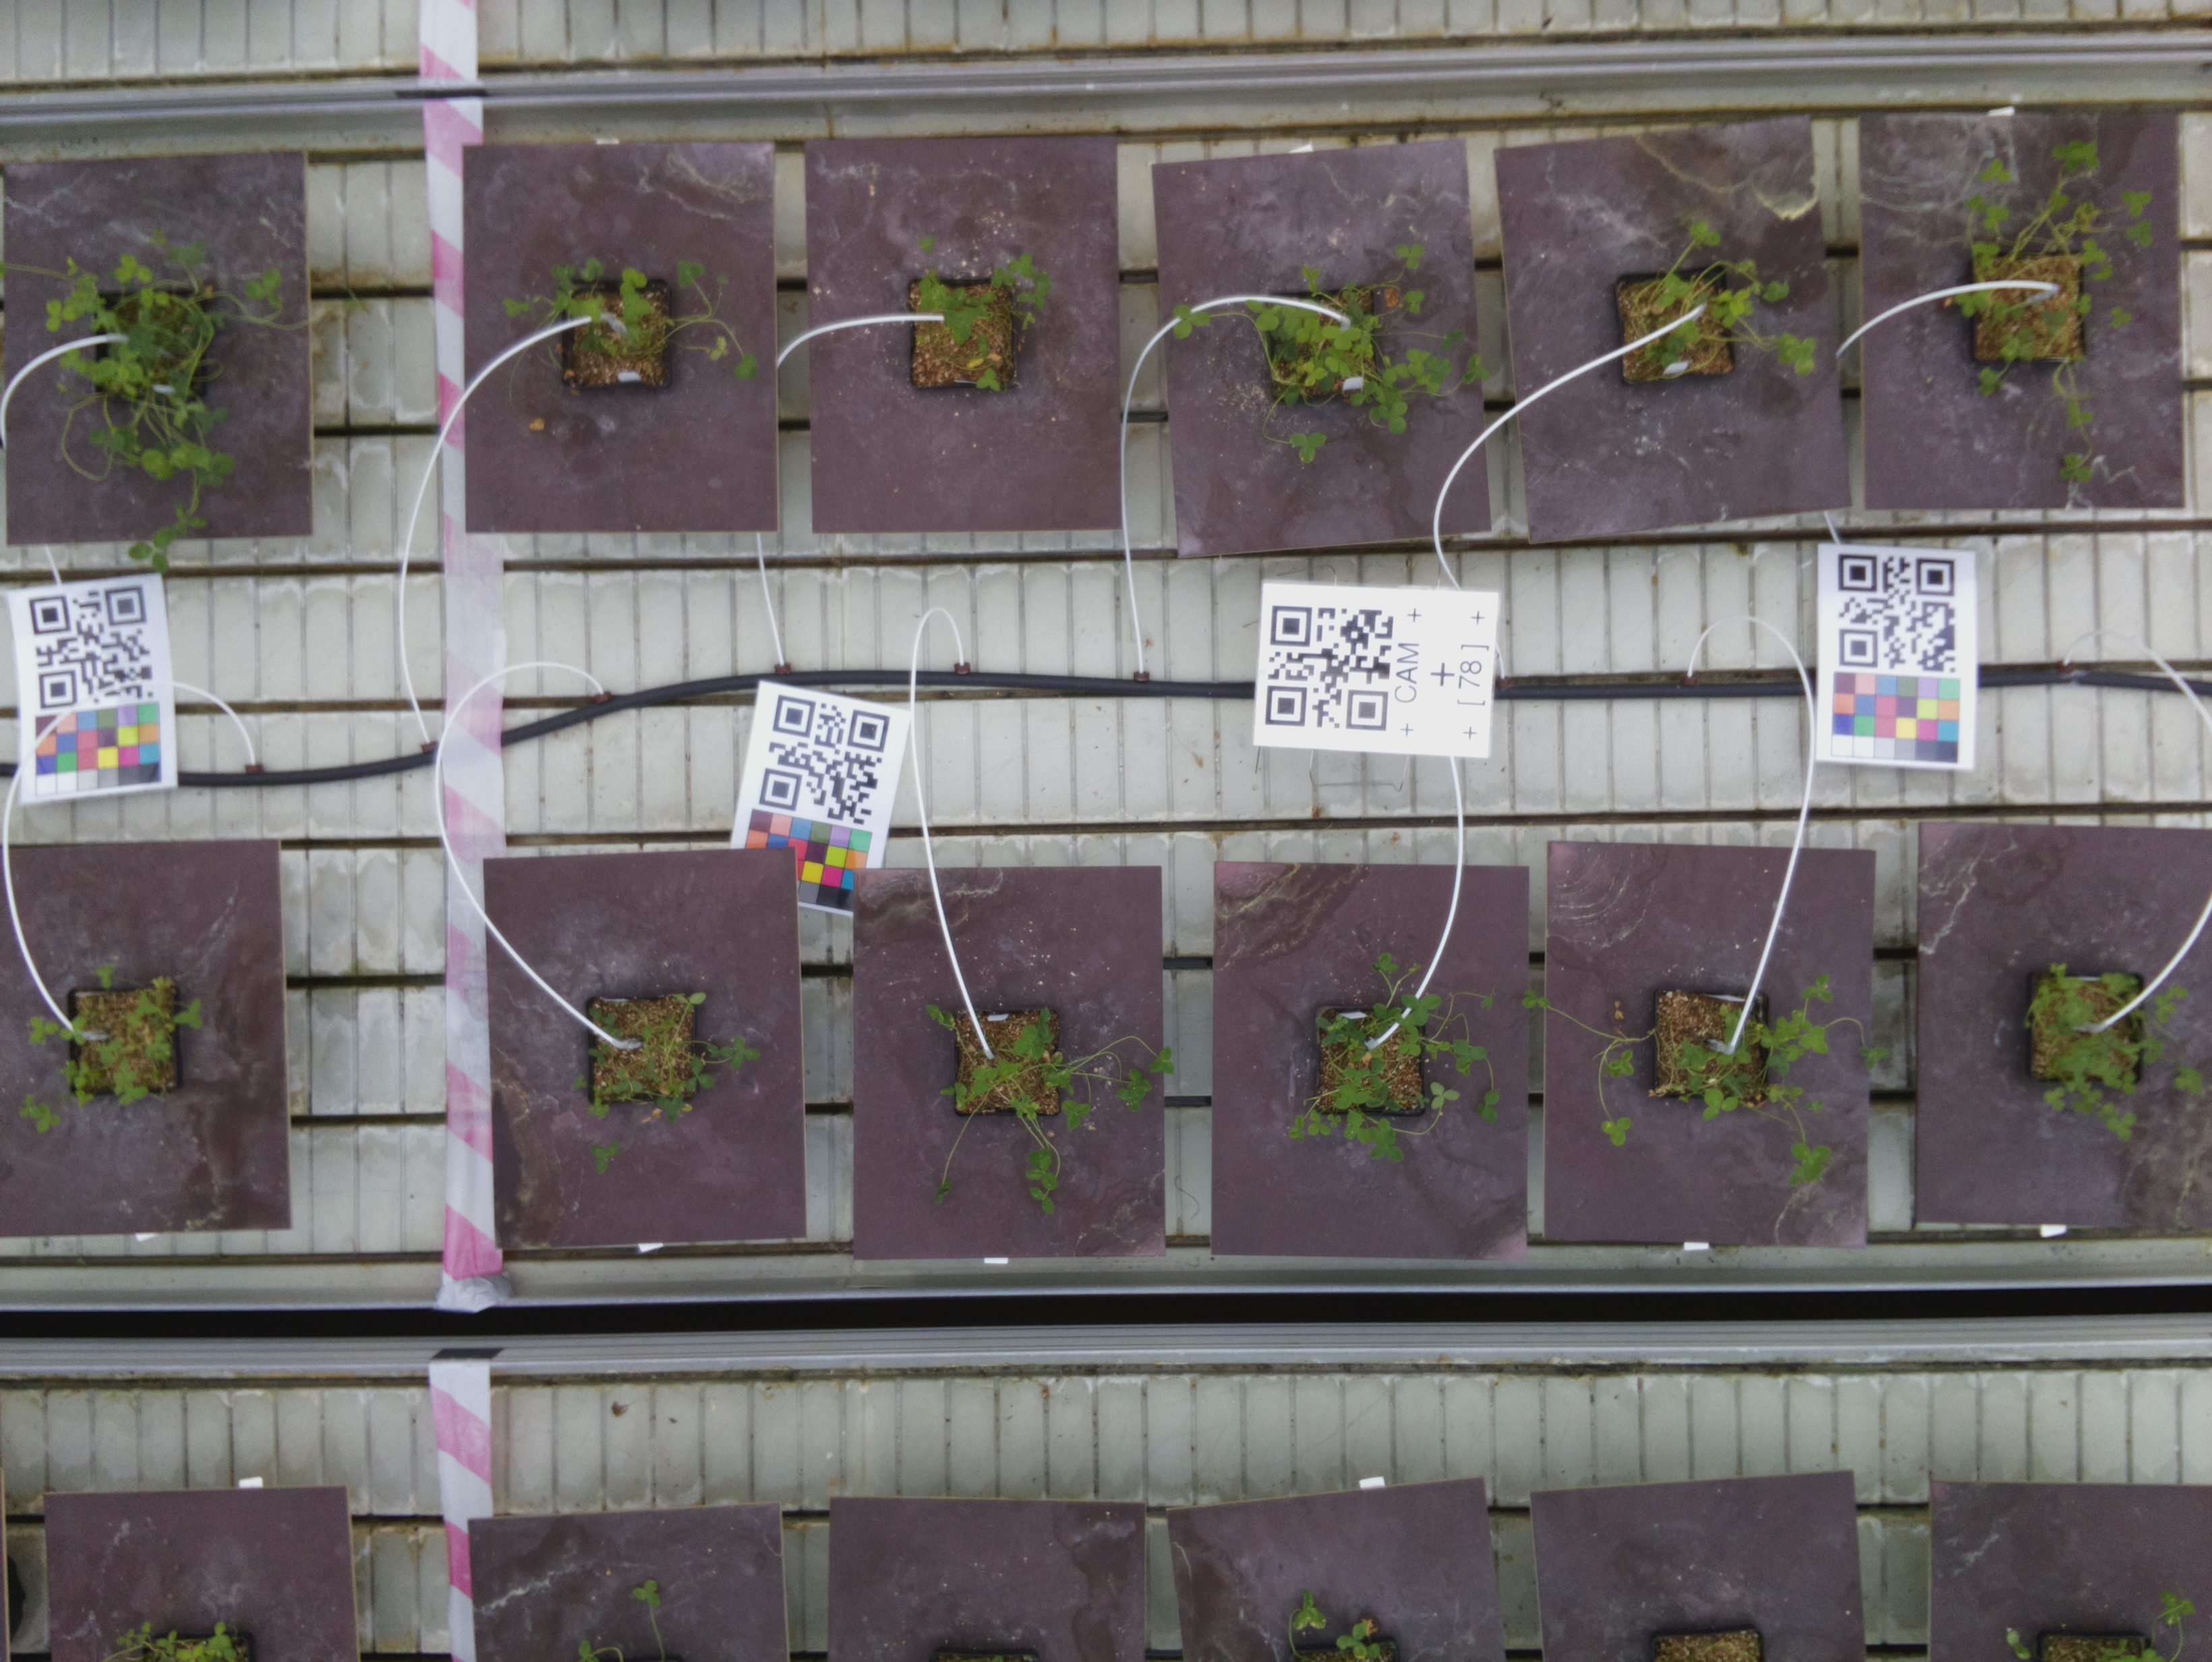 + CAM +
+
+ [ 78 ] +